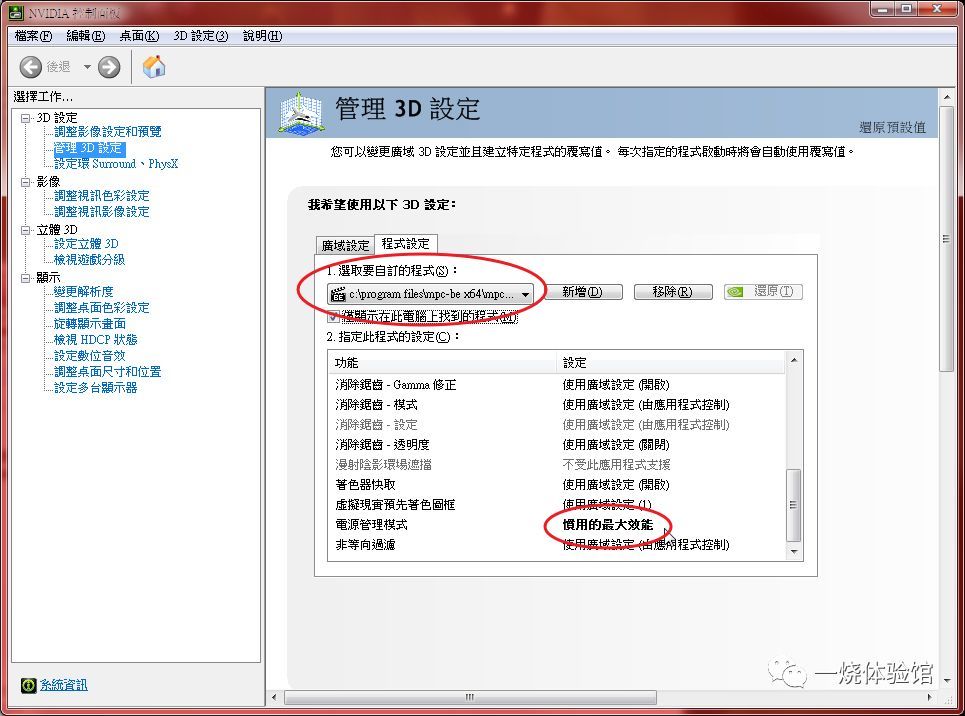 NVIDIA 控制面板
檔案(F) 編輯(E) 桌面(K) 3D 設定(3) 說明(H)
後退
選擇工作...
3D 設定
調整影像設定和預覽
管理 3D 設定
設定環 Surround、PhysX
影像
調整視訊色彩設定
調整視訊影像設定
立體 3D
設定立體 3D
檢視遊戲分級
顯示
變更解析度
調整桌面色彩設定
旋轉顯示畫面
檢視 HDCP 狀態
設定數位音效
調整桌面尺寸和位置
設定多台顯示器
系統資訊
管理 3D 設定
還原預設值
您可以變更廣域 3D 設定並且建立特定程式的覆寫值。 每次指定的程式啟動時將會自動使用覆寫值。
我希望使用以下 3D 設定:
廣域設定 程式設定
1. 選取要自訂的程式(S):
c:\program files\mpc-be x64\mpc... 新增(D) 移除(R) 還原(T)
僅顯示在此電腦上找到的程式(M)
2. 指定此程式的設定(C):
功能 設定
消除鋸齒 - Gamma 修正 使用廣域設定 (開啟)
消除鋸齒 - 模式 使用廣域設定 (由應用程式控制)
消除鋸齒 - 設定 使用廣域設定 (由應用程式控制)
消除鋸齒 - 透明度 使用廣域設定 (關閉)
漫射陰影環場遮擋 不受此應用程式支援
著色器快取 使用廣域設定 (開啟)
虛擬現實預先著色圖框 使用廣域設定 (1)
電源管理模式 慣用的最大效能
非等向過濾 使用廣域設定 (由應用程式控制)
一烧体验馆